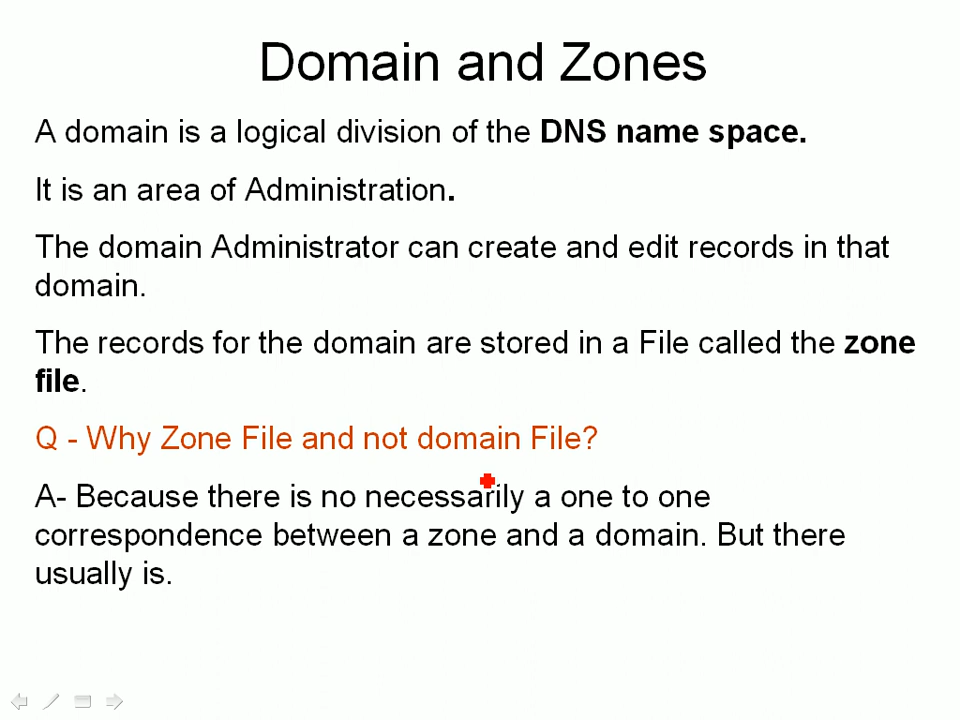 Domain and Zones
A domain is a logical division of the DNS name space.
It is an area of Administration.
The domain Administrator can create and edit records in that
domain.
The records for the domain are stored in a File called the zone
file.
Q - Why Zone File and not domain File?
A- Because there is no necessarily a one to one
correspondence between a zone and a domain. But there
usually is.